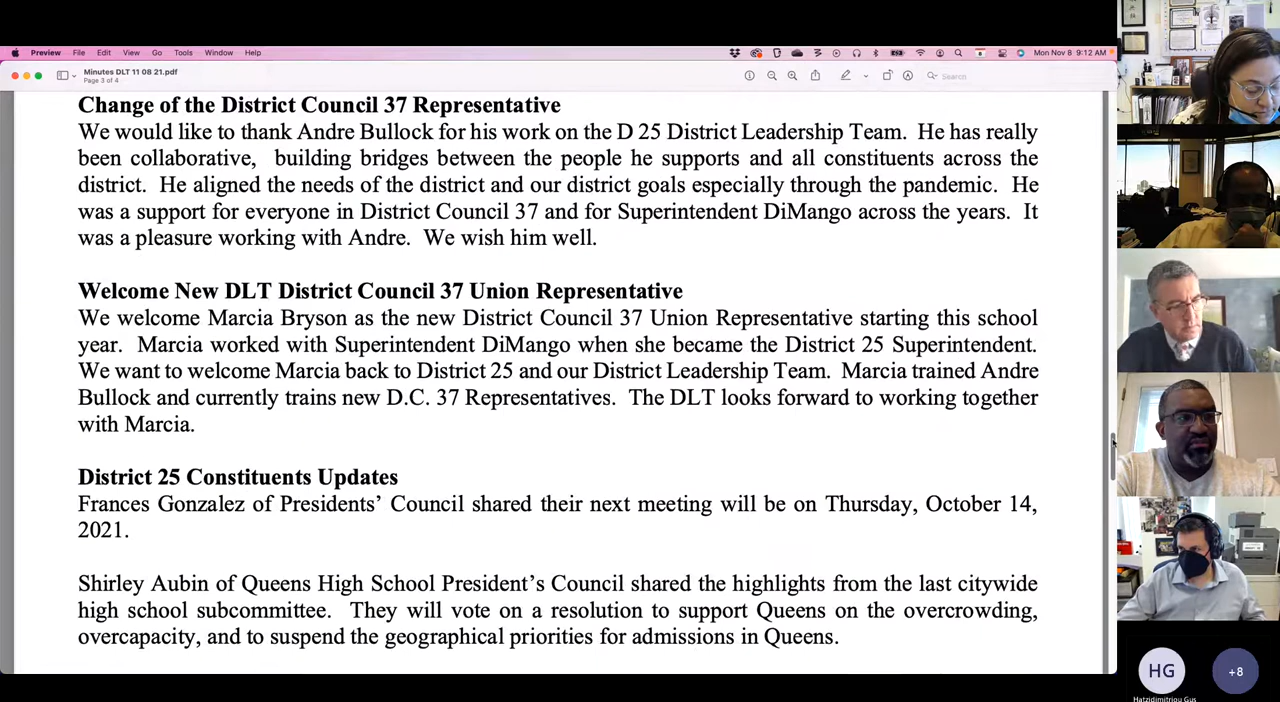 Preview File Edit View Go Tools Window Help
Mon Nov 8 9:12 AM
Minutes DLT 11 08 21.pdf
Page 3 of 4
Search
Change of the District Council 37 Representative
We would like to thank Andre Bullock for his work on the D 25 District Leadership Team. He has really
been collaborative, building bridges between the people he supports and all constituents across the
district. He aligned the needs of the district and our district goals especially through the pandemic. He
was a support for everyone in District Council 37 and for Superintendent DiMango across the years. It
was a pleasure working with Andre. We wish him well.
Welcome New DLT District Council 37 Union Representative
We welcome Marcia Bryson as the new District Council 37 Union Representative starting this school
year. Marcia worked with Superintendent DiMango when she became the District 25 Superintendent.
We want to welcome Marcia back to District 25 and our District Leadership Team. Marcia trained Andre
Bullock and currently trains new D.C. 37 Representatives. The DLT looks forward to working together
with Marcia.
District 25 Constituents Updates
Frances Gonzalez of Presidents’ Council shared their next meeting will be on Thursday, October 14,
2021.
Shirley Aubin of Queens High School President’s Council shared the highlights from the last citywide
high school subcommittee. They will vote on a resolution to support Queens on the overcrowding,
overcapacity, and to suspend the geographical priorities for admissions in Queens.
HG
+8
Hatzidimitriou Gus